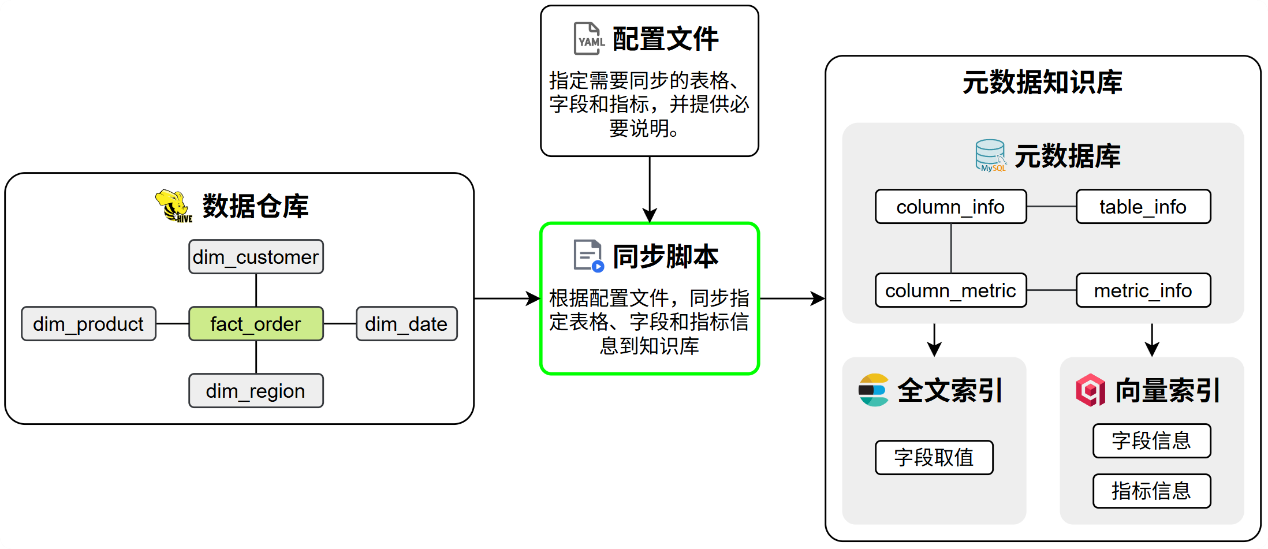 YAML
配置文件
指定需要同步的表格、
字段和指标，并提供必
要说明。
HIVE
数据仓库
dim_customer
dim_product
fact_order
dim_date
dim_region
同步脚本
根据配置文件，同步指
定表格、字段和指标信
息到知识库
元数据知识库
MySQL
元数据库
column_info
table_info
column_metric
metric_info
全文索引
字段取值
向量索引
字段信息
指标信息